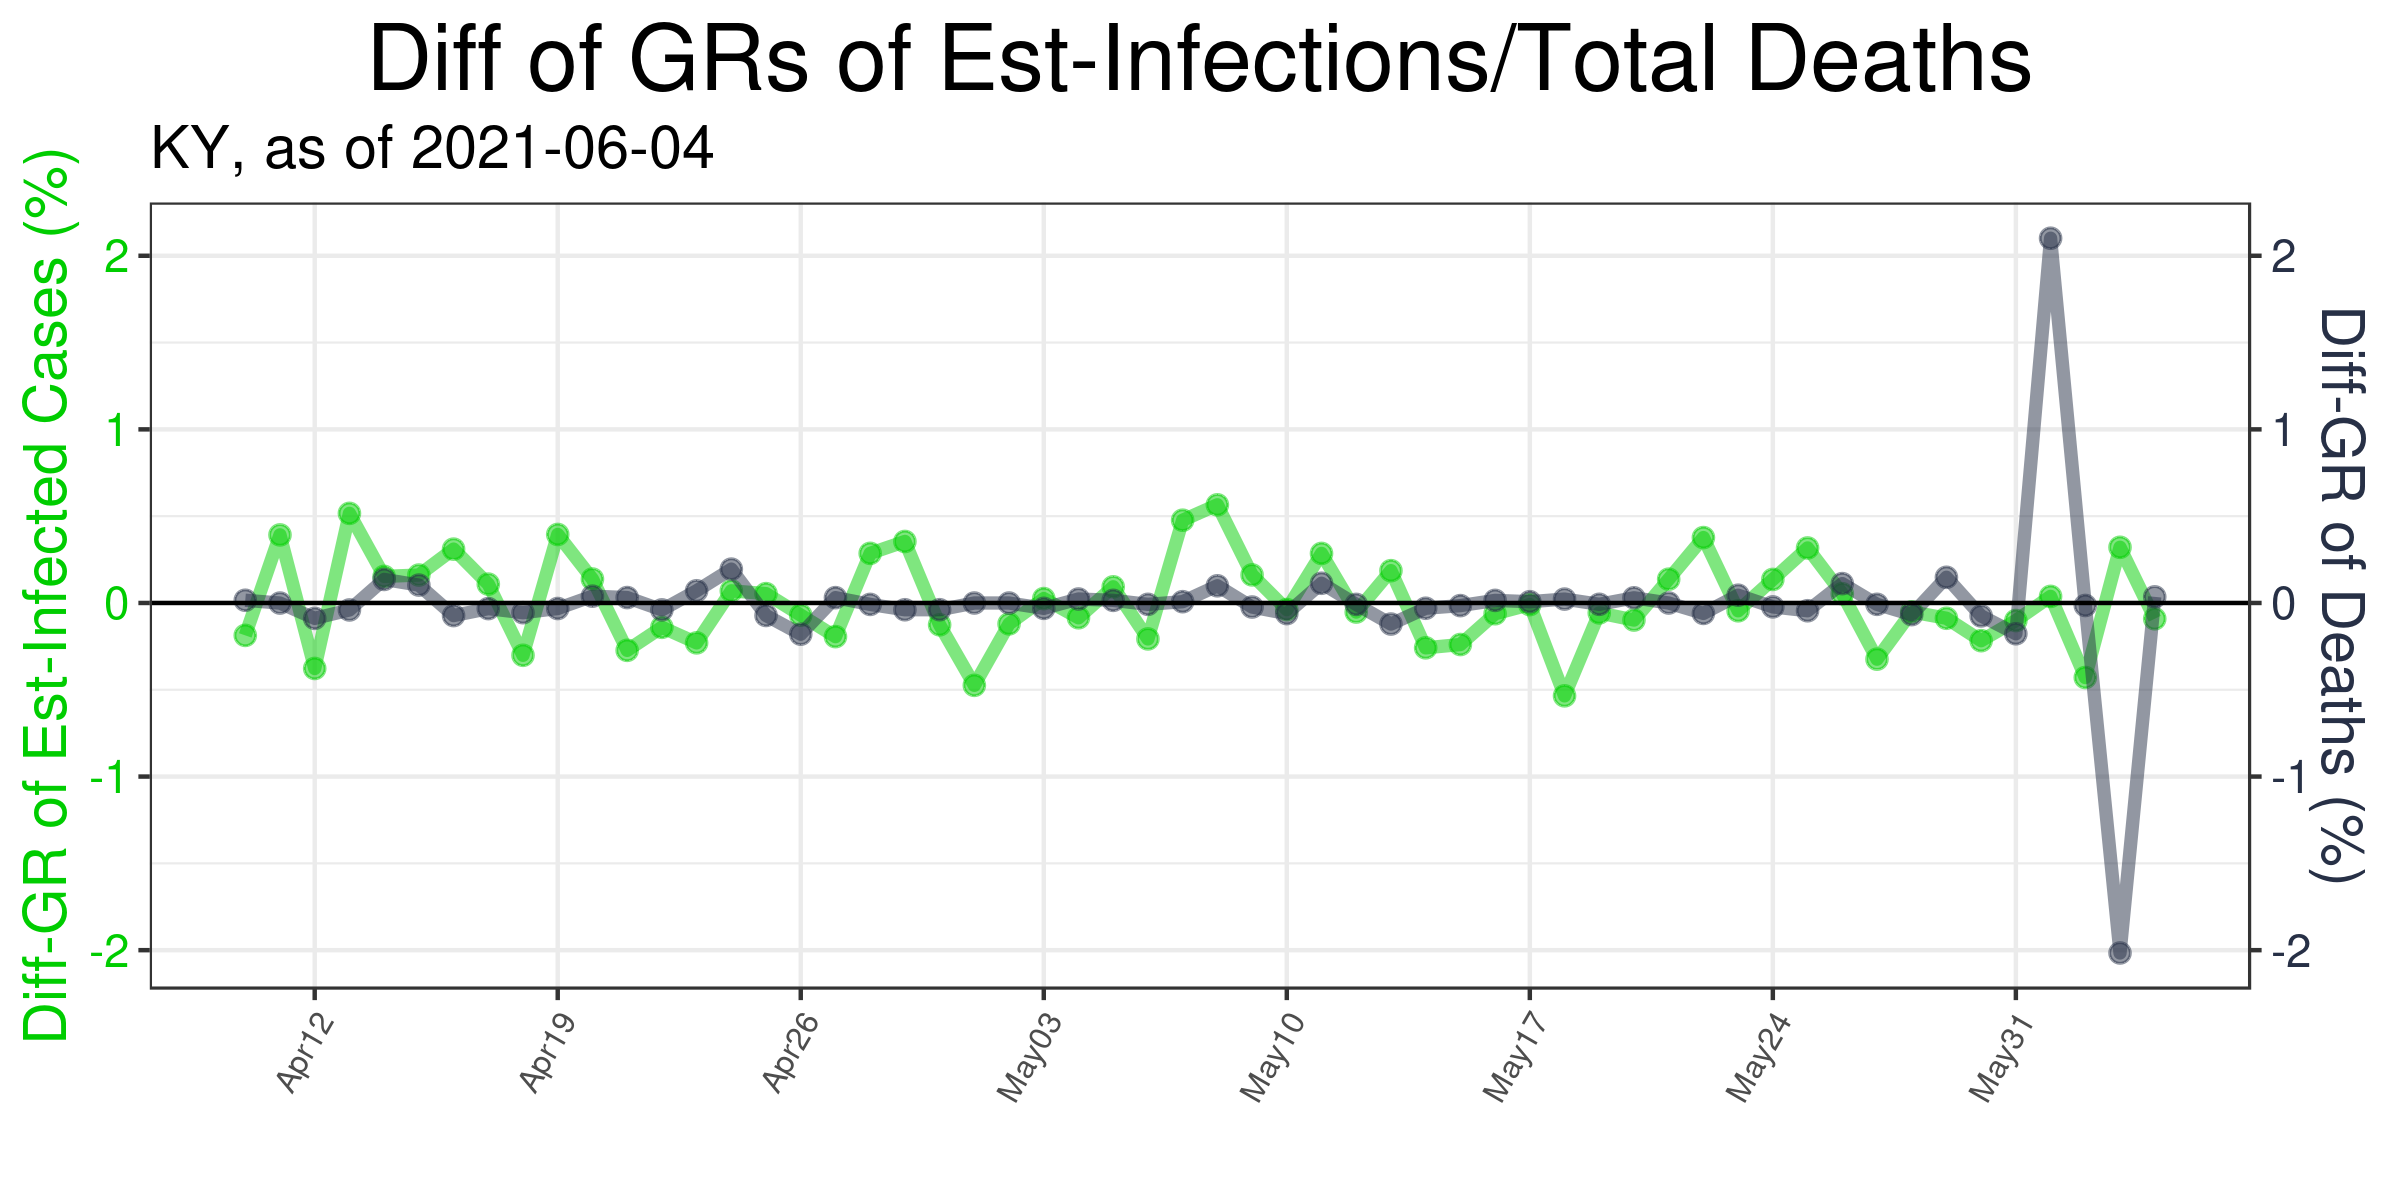 Diff of GRs of Est-Infections/Total Deaths
KY, as of 2021-06-04
Diff-GR of Est-Infected Cases (%)
2
1
0
-1
-2
2
1
0
-1
-2
Diff-GR of Deaths (%)
Apr12
Apr19
Apr26
May03
May10
May17
May24
May31